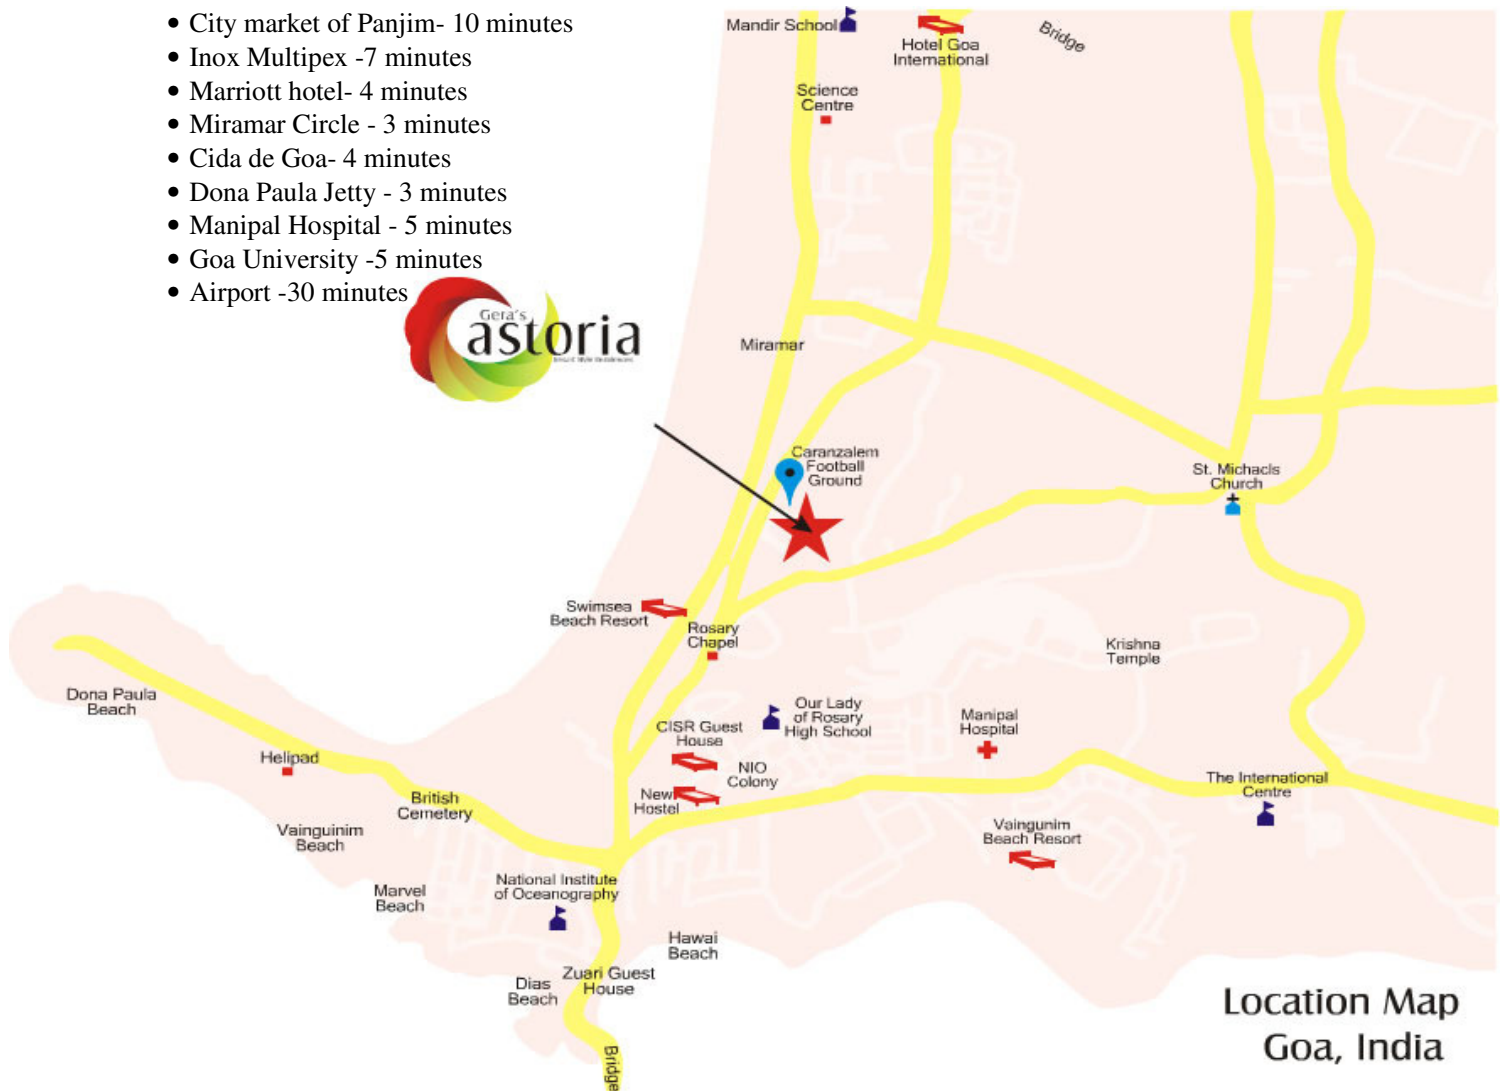 • City market of Panjim- 10 minutes
• Inox Multipex -7 minutes
• Marriott hotel- 4 minutes
• Miramar Circle - 3 minutes
• Cida de Goa- 4 minutes
• Dona Paula Jetty - 3 minutes
• Manipal Hospital - 5 minutes
• Goa University -5 minutes
• Airport -30 minutes
Gera's
astoria
Mandir School
Hotel Goa
International
Bridge
Science
Centre
Miramar
Caranzalem
Football
Ground
St. Michacls
Church
Swimsea
Beach Resort
Rosary
Chapel
Krishna
Temple
Dona Paula
Beach
Our Lady
of Rosary
High School
CISR Guest
House
Manipal
Hospital
Helipad
NIO
Colony
The International
Centre
British
Cemetery
New
Hostel
Vainguinim
Beach
Vaingunim
Beach Resort
Marvel
Beach
National Institute
of Oceanography
Hawai
Beach
Dias
Beach
Zuari Guest
House
Bridge
Location Map
Goa, India